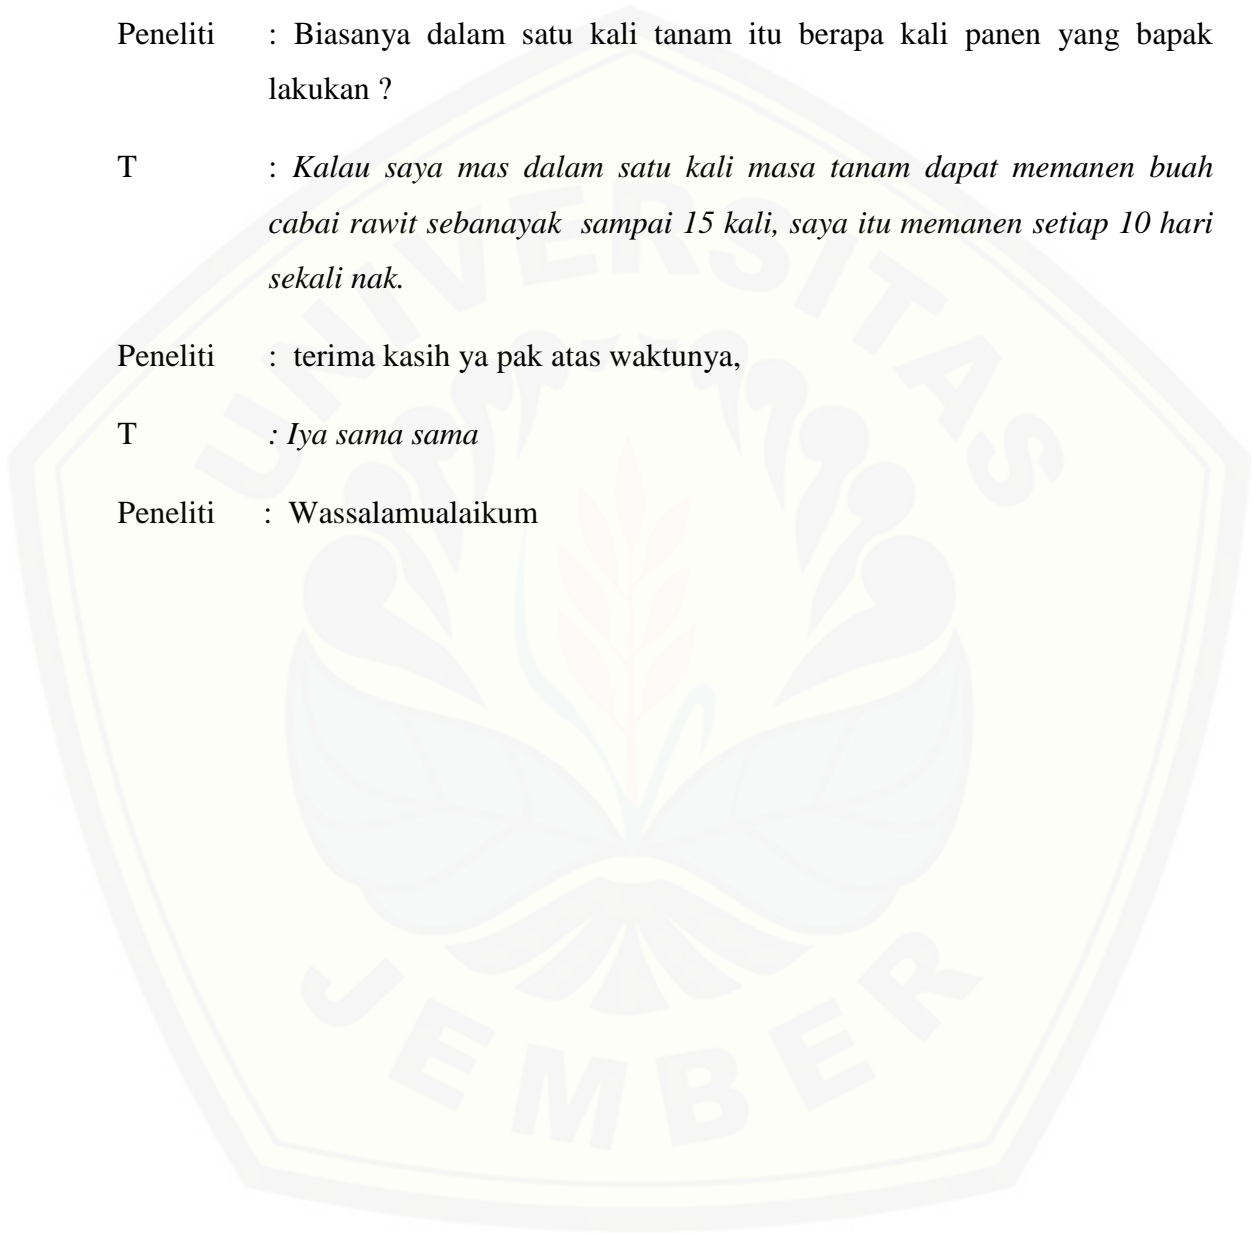 Peneliti : Biasanya dalam satu kali tanam itu berapa kali panen yang bapak
lakukan ?
T : Kalau saya mas dalam satu kali masa tanam dapat memanen buah
cabai rawit sebanayak sampai 15 kali, saya itu memanen setiap 10 hari
sekali nak.
Peneliti : terima kasih ya pak atas waktunya,
T : Iya sama sama
Peneliti : Wassalamualaikum
UNIVERSITAS
JEMBER